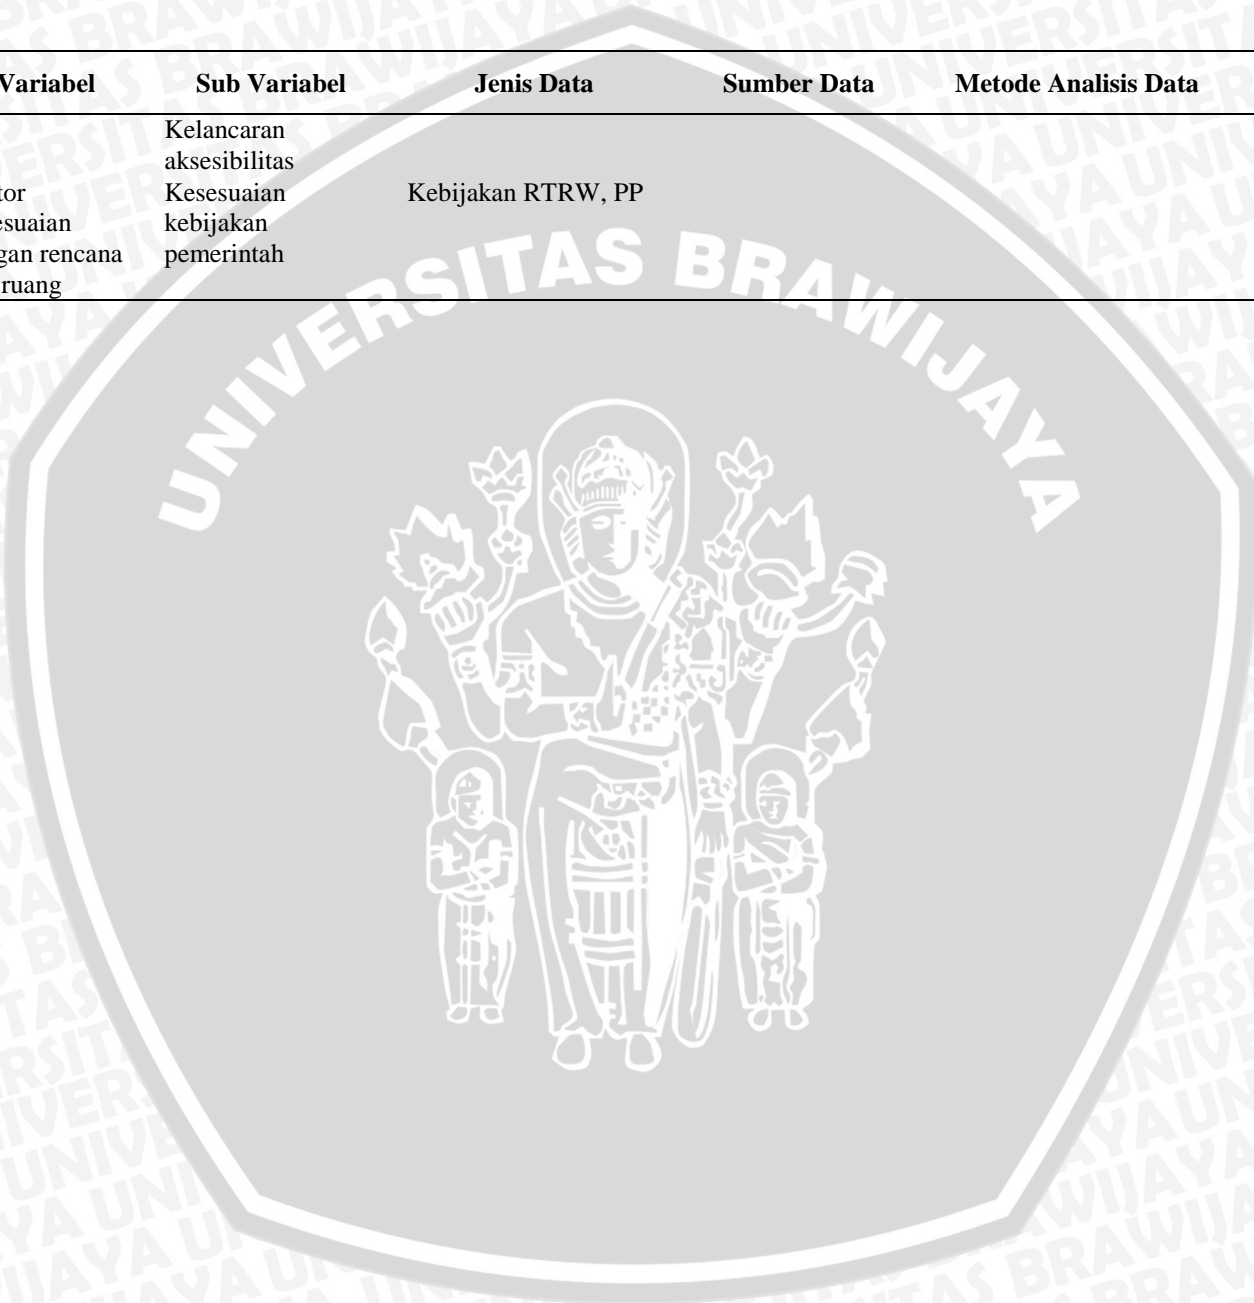 Variabel Sub Variabel Jenis Data Sumber Data Metode Analisis Data
Kelancaran
aksesibilitas
tor Kesesuaian Kebijakan RTRW, PP
esuaian kebijakan
gan rencana pemerintah
ruang
UNIVERSITAS BRAWIJAYA